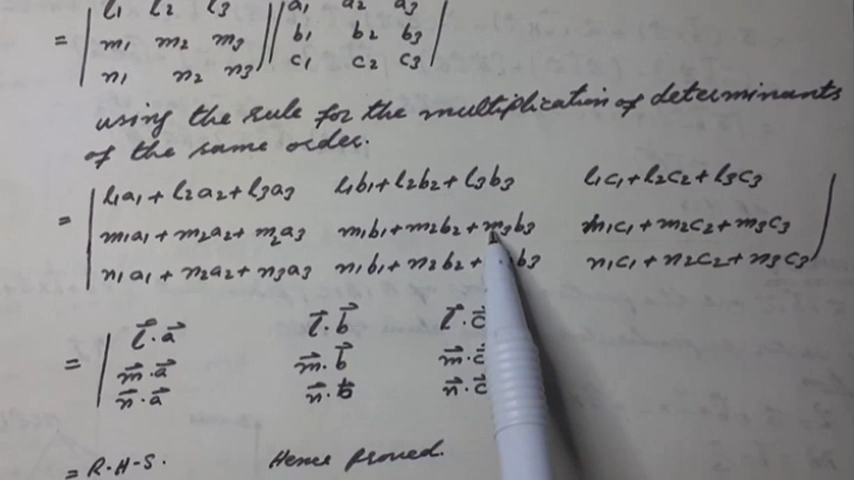 l1 l2 l3 a1 a2 a3
= | m1 m2 m3 || b1 b2 b3 |
n1 n2 n3 c1 c2 c3
using the rule for the multiplication of determinants
of the same order.
l1a1 + l2a2 + l3a3 l1b1 + l2b2 + l3b3 l1c1 + l2c2 + l3c3
= | m1a1 + m2a2 + m2a3 m1b1 + m2b2 + m3b3 m1c1 + m2c2 + m3c3 |
n1a1 + n2a2 + n3a3 n1b1 + n2b2 + b3 n1c1 + n2c2 + n3c3
l⃗·a⃗ l⃗·b⃗ l⃗·c⃗
= | m⃗·a⃗ m⃗·b⃗ m⃗·c⃗
n⃗·a⃗ n⃗·b⃗ n⃗·c⃗
= R·H·S. Hence proved.